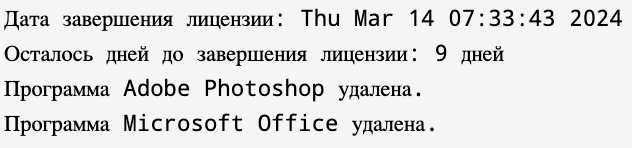 Дата завершения лицензии: Thu Mar 14 07:33:43 2024
Осталось дней до завершения лицензии: 9 дней
Программа Adobe Photoshop удалена.
Программа Microsoft Office удалена.